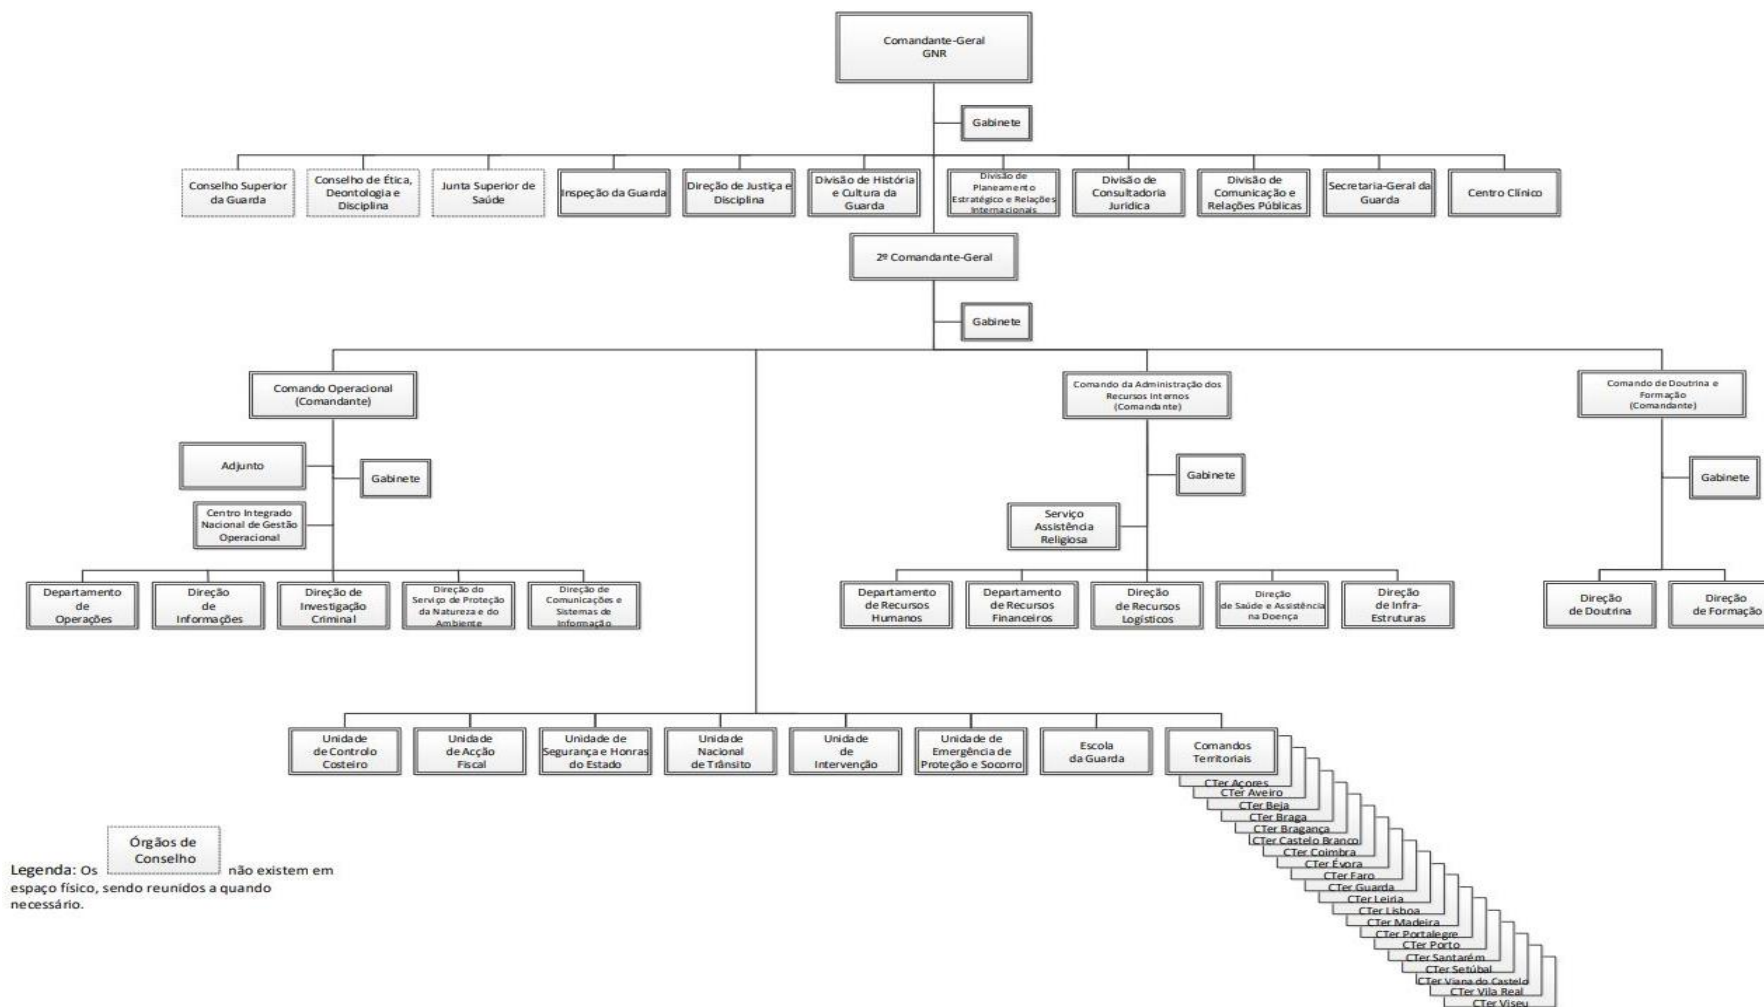 Comandante-Geral
GNR
Gabinete
Conselho Superior
da Guarda
Conselho de Ética,
Deontologia e
Disciplina
Junta Superior de
Saúde
Inspeção da Guarda
Direção de Justiça e
Disciplina
Divisão de História
e Cultura da
Guarda
Divisão de
Planeamento
Estratégico e Relações
Internacionais
Divisão de
Consultadoria
Juridica
Divisão de
Comunicação e
Relações Públicas
Secretaria-Geral da
Guarda
Centro Clínico
2º Comandante-Geral
Gabinete
Comando Operacional
(Comandante)
Adjunto
Gabinete
Centro Integrado
Nacional de Gestão
Operacional
Departamento
de
Operações
Direção
de
Informações
Direção de
Investigação
Criminal
Direção do
Serviço de Proteção
da Natureza e do
Ambiente
Direção de
Comunicações e
Sistemas de
Informação
Comando da Administração dos
Recursos Internos
(Comandante)
Gabinete
Serviço
Assistência
Religiosa
Departamento
de Recursos
Humanos
Departamento
de Recursos
Financeiros
Direção
de Recursos
Logísticos
Direção
de Saúde e Assistência
na Doença
Direção
de Infra-
Estruturas
Comando de Doutrina e
Formação
(Comandante)
Gabinete
Direção
de Doutrina
Direção
de Formação
Unidade
de Controlo
Costeiro
Unidade
de Acção
Fiscal
Unidade de
Segurança e Honras
do Estado
Unidade
Nacional
de Trânsito
Unidade
de
Intervenção
Unidade de
Emergência de
Proteção e Socorro
Escola
da Guarda
Comandos
Territoriais
CTer Açores
CTer Aveiro
CTer Beja
CTer Braga
CTer Bragança
CTer Castelo Branco
CTer Coimbra
CTer Évora
CTer Faro
CTer Guarda
CTer Leiria
CTer Lisboa
CTer Madeira
CTer Portalegre
CTer Porto
CTer Santarém
CTer Setúbal
CTer Viana do Castelo
CTer Vila Real
CTer Viseu
Órgãos de
Conselho
Legenda: Os não existem em
espaço físico, sendo reunidos a quando
necessário.